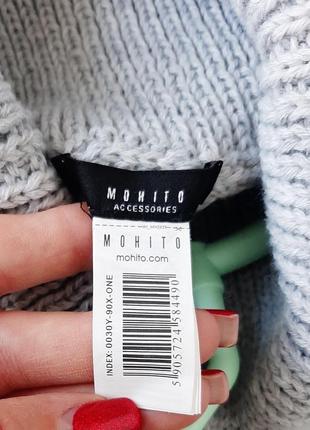 MOHITO
ACCESSORIES
MOHITO
mohito.com
INDEX: 0030Y-90X-ONE
5905724584490